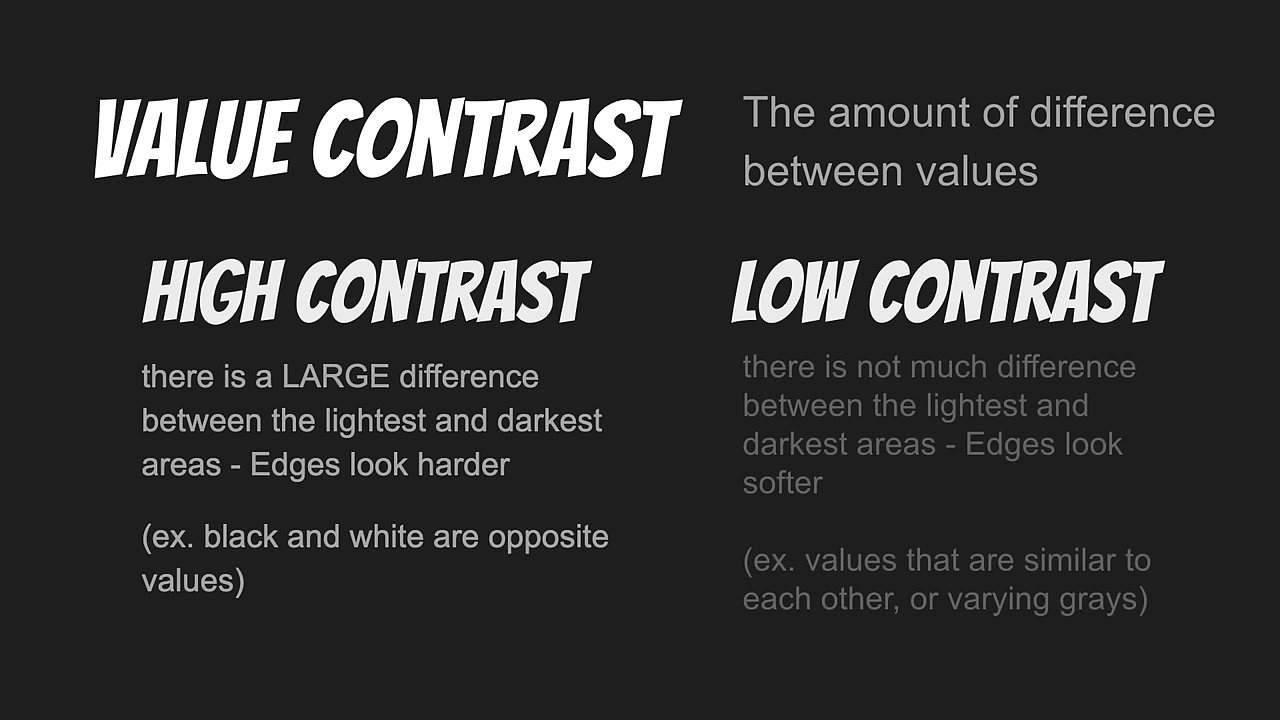 VALUE CONTRAST
The amount of difference
between values
HIGH CONTRAST
there is a LARGE difference
between the lightest and darkest
areas - Edges look harder
(ex. black and white are opposite
values)
LOW CONTRAST
there is not much difference
between the lightest and
darkest areas - Edges look
softer
(ex. values that are similar to
each other, or varying grays)